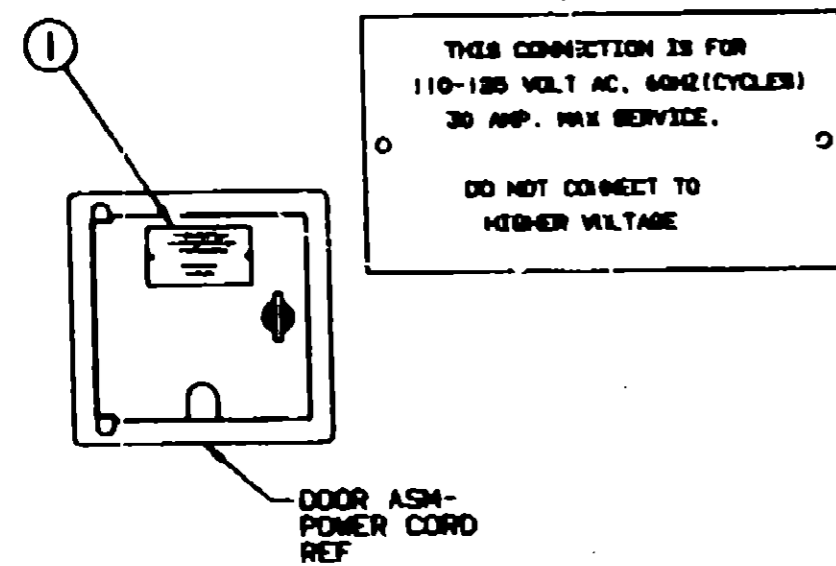 1
THIS CONNECTION IS FOR
110-125 VOLT AC. 60HZ(CYCLES)
30 AMP. MAX SERVICE.
DO NOT CONNECT TO
HIGHER VOLTAGE
DOOR ASM-
POWER CORD
REF